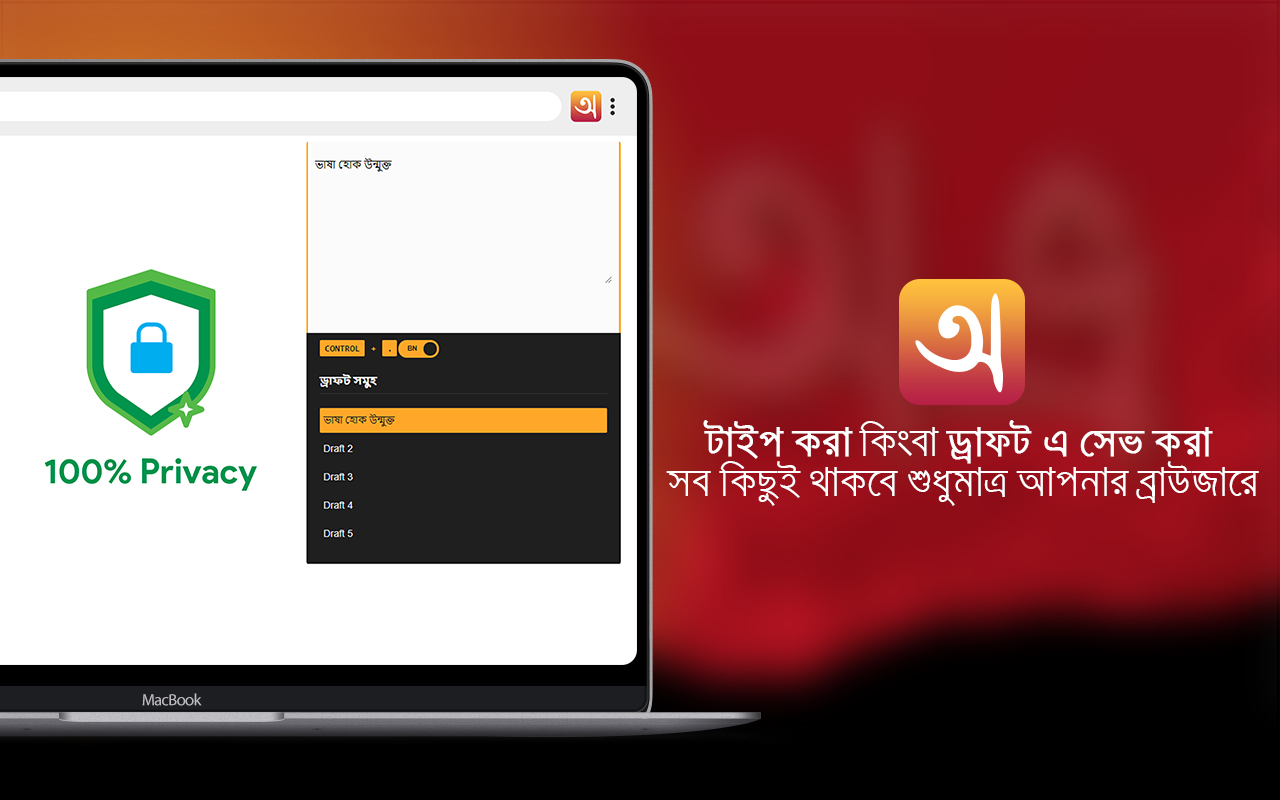 অ
ভাষা হোক উন্মুক্ত
CONTROL + . BN
ড্রাফট সমুহ
ভাষা হোক উন্মুক্ত
Draft 2
Draft 3
Draft 4
Draft 5
100% Privacy
MacBook
অ
টাইপ করা কিংবা ড্রাফট এ সেভ করা
সব কিছুই থাকবে শুধুমাত্র আপনার ব্রাউজারে